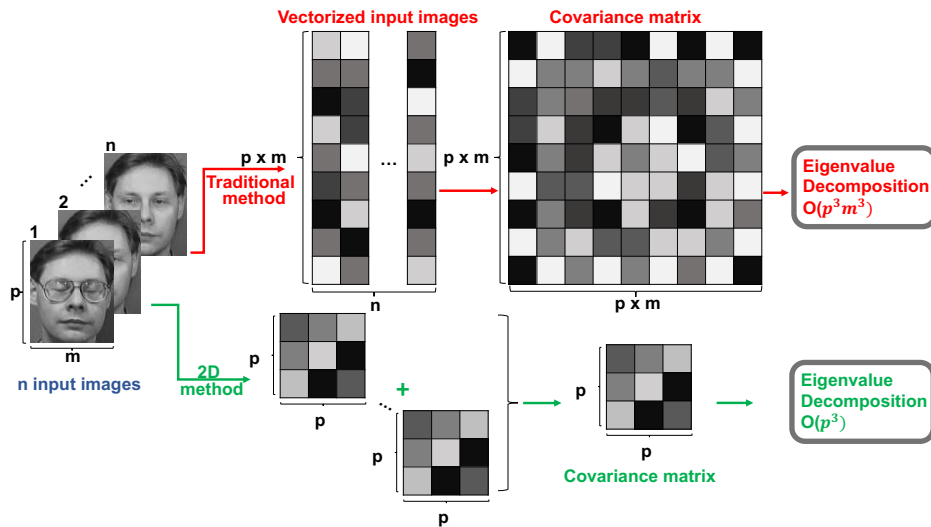 Vectorized input images
Covariance matrix
n
...
2
1
p
m
n input images
Traditional
method
p x m
...
n
p x m
p x m
Eigenvalue
Decomposition
O(p³m³)
2D
method
p
p
+
...
p
p
p
p
Covariance matrix
Eigenvalue
Decomposition
O(p³)